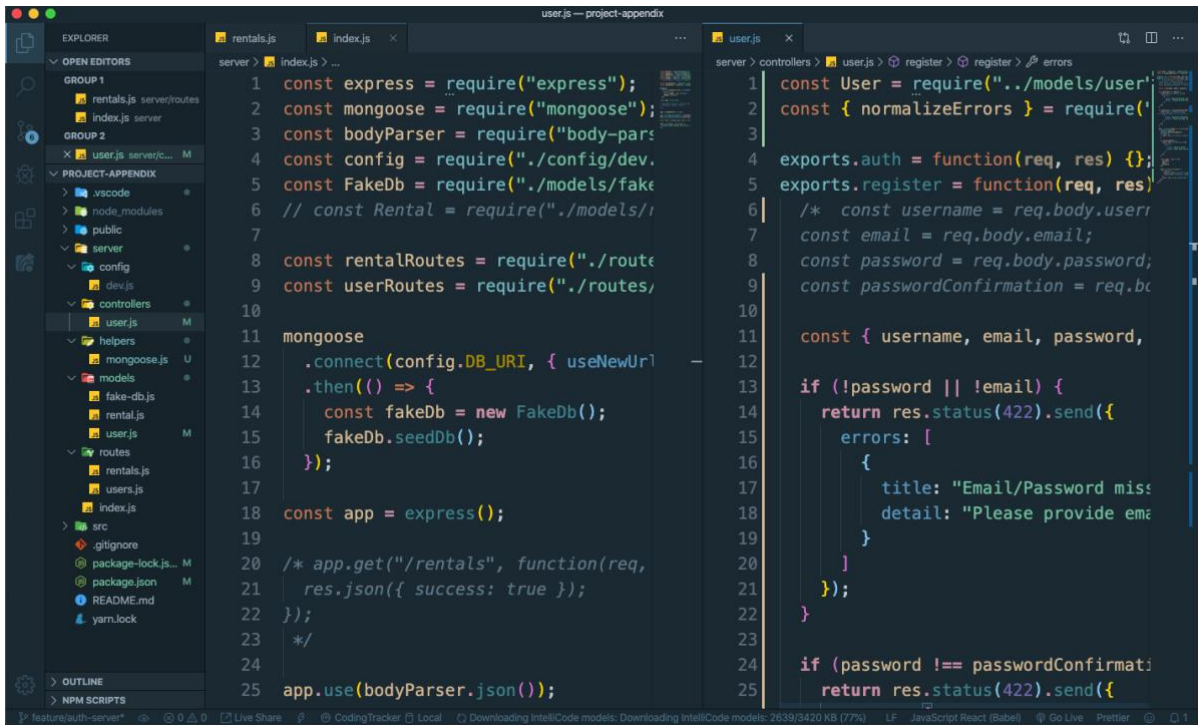 user.js — project-appendix
EXPLORER
OPEN EDITORS
GROUP 1
rentals.js server/routes
index.js server
GROUP 2
user.js server/c... M
PROJECT-APPENDIX
.vscode
node_modules
public
server
config
dev.js
controllers
user.js M
helpers
mongoose.js U
models
fake-db.js
rental.js
user.js M
routes
rentals.js
users.js
index.js
src
.gitignore
package-lock.js... M
package.json M
README.md
yarn.lock
OUTLINE
NPM SCRIPTS
6
rentals.js index.js
server > index.js > ...
1 const express = require("express");
2 const mongoose = require("mongoose");
3 const bodyParser = require("body-pars
4 const config = require("./config/dev.
5 const FakeDb = require("./models/fake
6 // const Rental = require("./models/r
7
8 const rentalRoutes = require("./route
9 const userRoutes = require("./routes/
10
11 mongoose
12 .connect(config.DB_URI, { useNewUrl
13 .then(() => {
14 const fakeDb = new FakeDb();
15 fakeDb.seedDb();
16 });
17
18 const app = express();
19
20 /* app.get("/rentals", function(req,
21 res.json({ success: true });
22 });
23 */
24
25 app.use(bodyParser.json());
user.js
server > controllers > user.js > register > register > errors
1 const User = require("../models/user"
2 const { normalizeErrors } = require('
3
4 exports.auth = function(req, res) {};
5 exports.register = function(req, res)
6 /* const username = req.body.usern
7 const email = req.body.email;
8 const password = req.body.password;
9 const passwordConfirmation = req.bo
10
11 const { username, email, password,
12
13 if (!password || !email) {
14 return res.status(422).send({
15 errors: [
16 {
17 title: "Email/Password miss
18 detail: "Please provide ema
19 }
20 ]
21 });
22 }
23
24 if (password !== passwordConfirmati
25 return res.status(422).send({
feature/auth-server* 0 0 Live Share CodingTracker Local Downloading IntelliCode models: Downloading IntelliCode models: 2639/3420 KB (77%) LF JavaScript React (Babel) Go Live Prettier 1